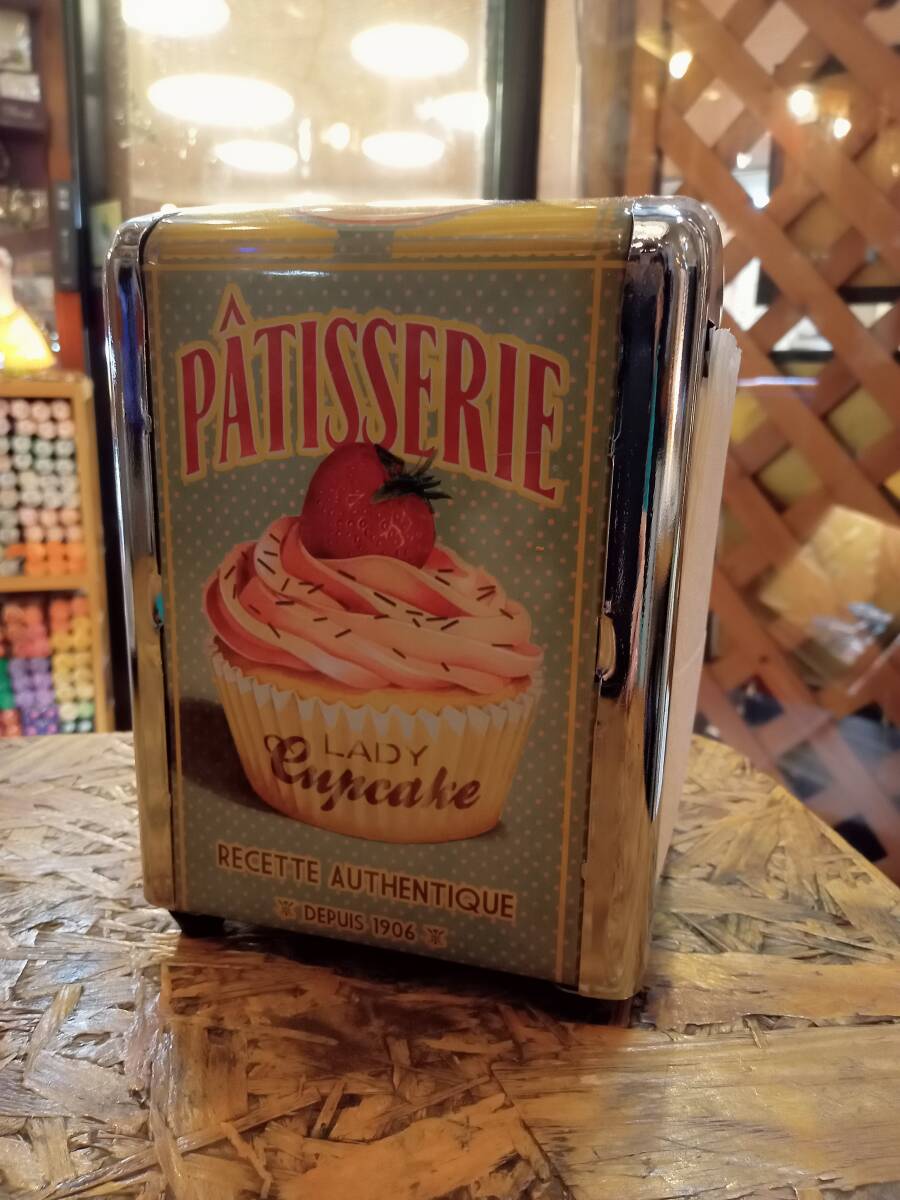 PÂTISSERIE
LADY
Cupcake
RECETTE AUTHENTIQUE
DEPUIS 1906